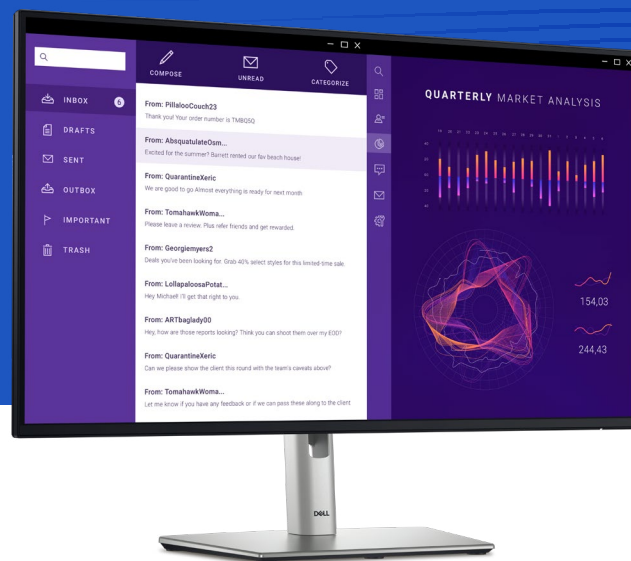 COMPOSE
UNREAD
CATEGORIZE
INBOX 6
DRAFTS
SENT
OUTBOX
IMPORTANT
TRASH
From: PillalooCouch23
Thank you! Your order number is TMBQ5Q.
From: AbsquatulateOsm...
Excited for the summer? Barrett rented our fav beach house!
From: QuarantineXeric
We are good to go Almost everything is ready for next month
From: TomahawkWoma...
Please leave a review. Plus refer friends and get rewarded.
From: Georgiemyers2
Deals you've been looking for. Grab 40% select styles for this limited-time sale.
From: LollapaloosaPotat...
Hey Michael! I'll get that right to you.
From: ARTbaglady00
Hey, how are those reports looking? Think you can shoot them over my EOD?
From: QuarantineXeric
Can we please show the client this round with the team's caveats above?
From: TomahawkWoma...
Let me know if you have any feedback or if we can pass these along to the client
QUARTERLY MARKET ANALYSIS
154,03
244,43
DELL